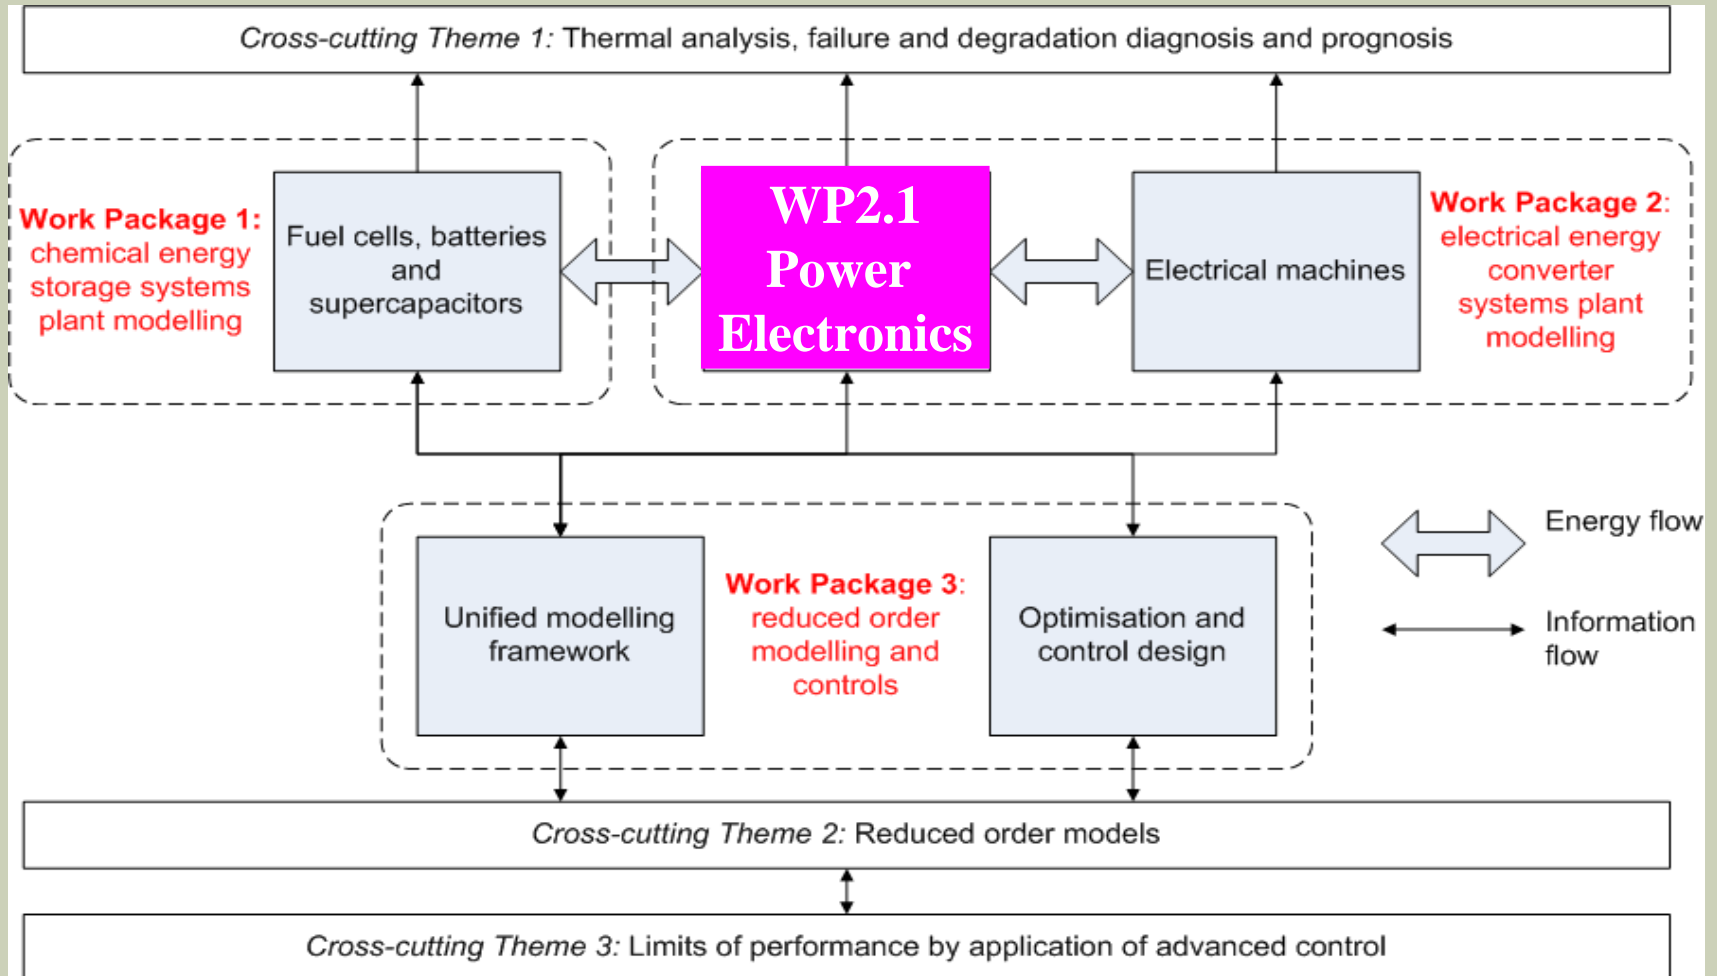 Cross-cutting Theme 1: Thermal analysis, failure and degradation diagnosis and prognosis
Work Package 1:
chemical energy
storage systems
plant modelling
Fuel cells, batteries
and
supercapacitors
WP2.1
Power
Electronics
Electrical machines
Work Package 2:
electrical energy
converter
systems plant
modelling
Unified modelling
framework
Work Package 3:
reduced order
modelling and
controls
Optimisation and
control design
Energy flow
Information
flow
Cross-cutting Theme 2: Reduced order models
Cross-cutting Theme 3: Limits of performance by application of advanced control